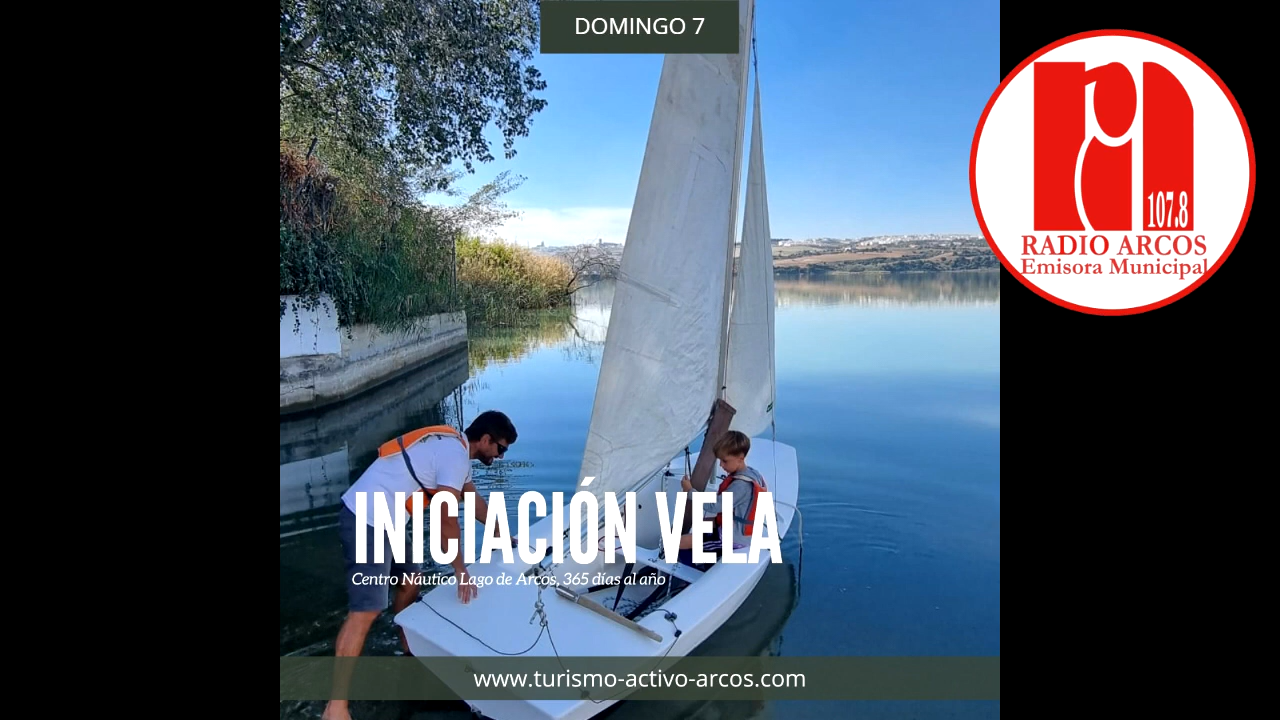 DOMINGO 7
107.8
RADIO ARCOS
Emisora Municipal
INICIACIÓN VELA
Centro Náutico Lago de Arcos, 365 días al año
www.turismo-activo-arcos.com